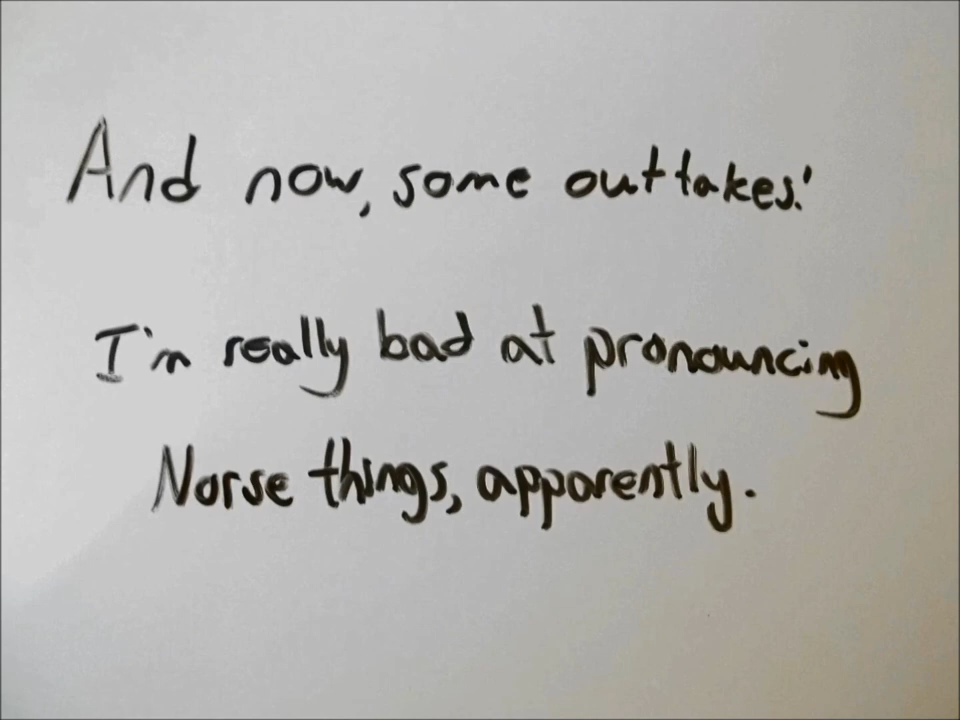 And now, some outtakes!
I'm really bad at pronouncing
Norse things, apparently.